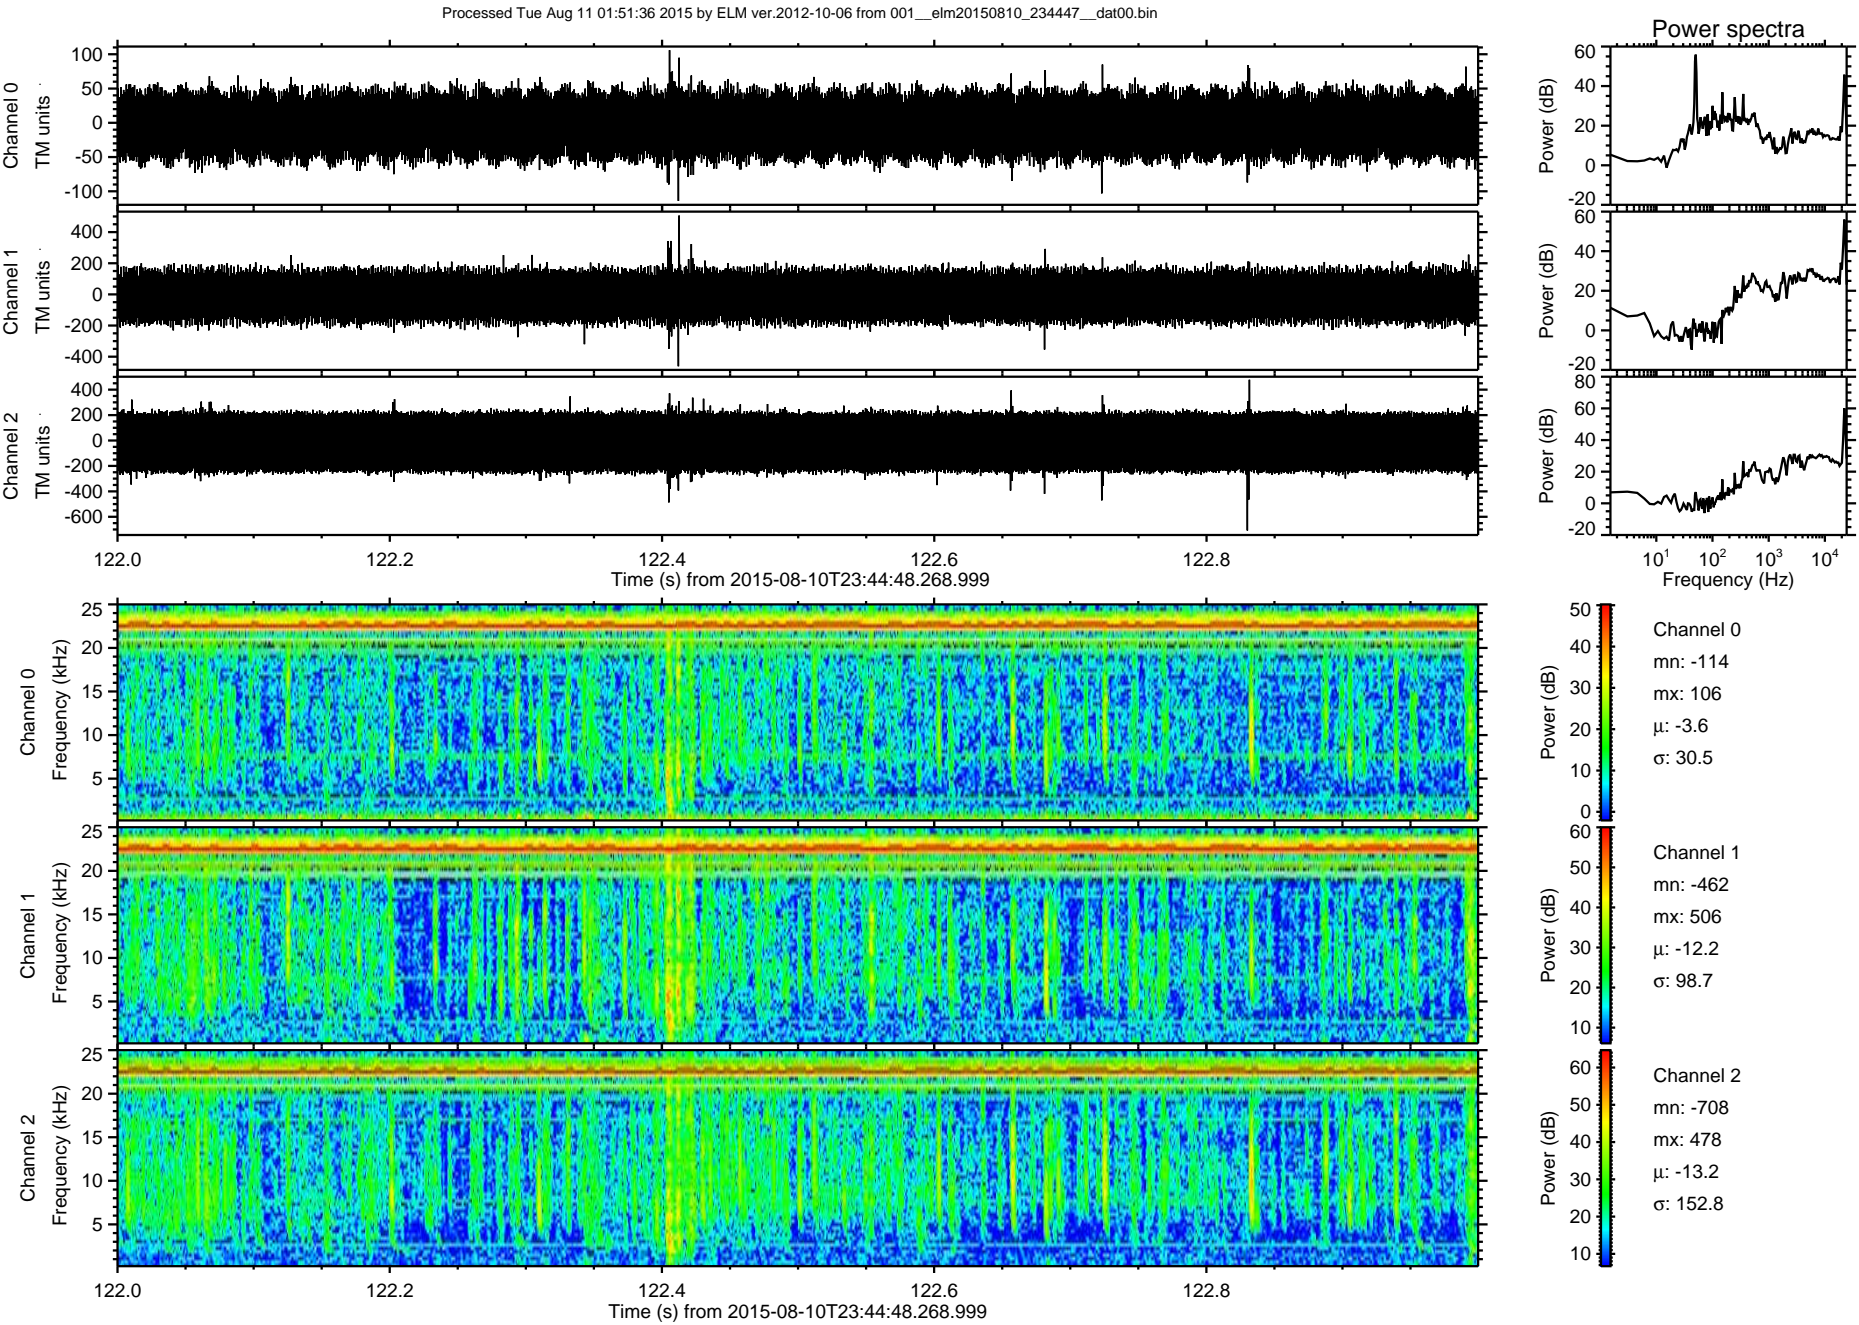 Processed Tue Aug 11 01:51:36 2015 by ELM ver.2012-10-06 from 001__elm20150810_234447__dat00.bin
Power spectra
Channel 0
TM units
100
50
0
-50
-100
Power (dB)
60
40
20
0
-20
Channel 1
TM units
400
200
0
-200
-400
Power (dB)
60
40
20
0
-20
Channel 2
TM units
400
200
0
-200
-400
-600
Power (dB)
80
60
40
20
0
-20
122.0 122.2 122.4 122.6 122.8
Time (s) from 2015-08-10T23:44:48.268.999
10¹ 10² 10³ 10⁴
Frequency (Hz)
Channel 0
Frequency (kHz)
25
20
15
10
5
Power (dB)
50
40
30
20
10
0
Channel 0
mn: -114
mx: 106
μ: -3.6
σ: 30.5
Channel 1
Frequency (kHz)
25
20
15
10
5
Power (dB)
60
50
40
30
20
10
Channel 1
mn: -462
mx: 506
μ: -12.2
σ: 98.7
Channel 2
Frequency (kHz)
25
20
15
10
5
Power (dB)
60
50
40
30
20
10
Channel 2
mn: -708
mx: 478
μ: -13.2
σ: 152.8
122.0 122.2 122.4 122.6 122.8
Time (s) from 2015-08-10T23:44:48.268.999